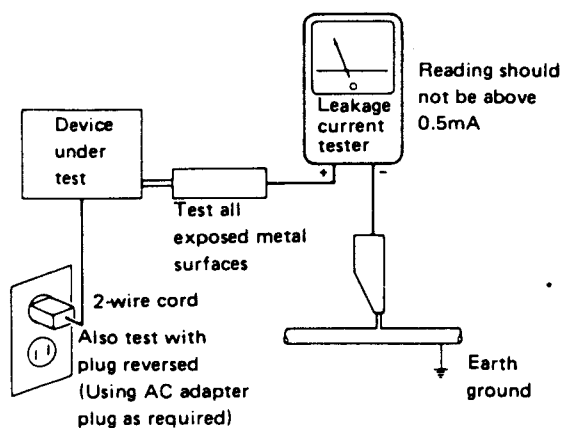 Leakage
current
tester
+ −
Reading should
not be above
0.5mA
Device
under
test
Test all
exposed metal
surfaces
2-wire cord
Also test with
plug reversed
(Using AC adapter
plug as required)
Earth
ground